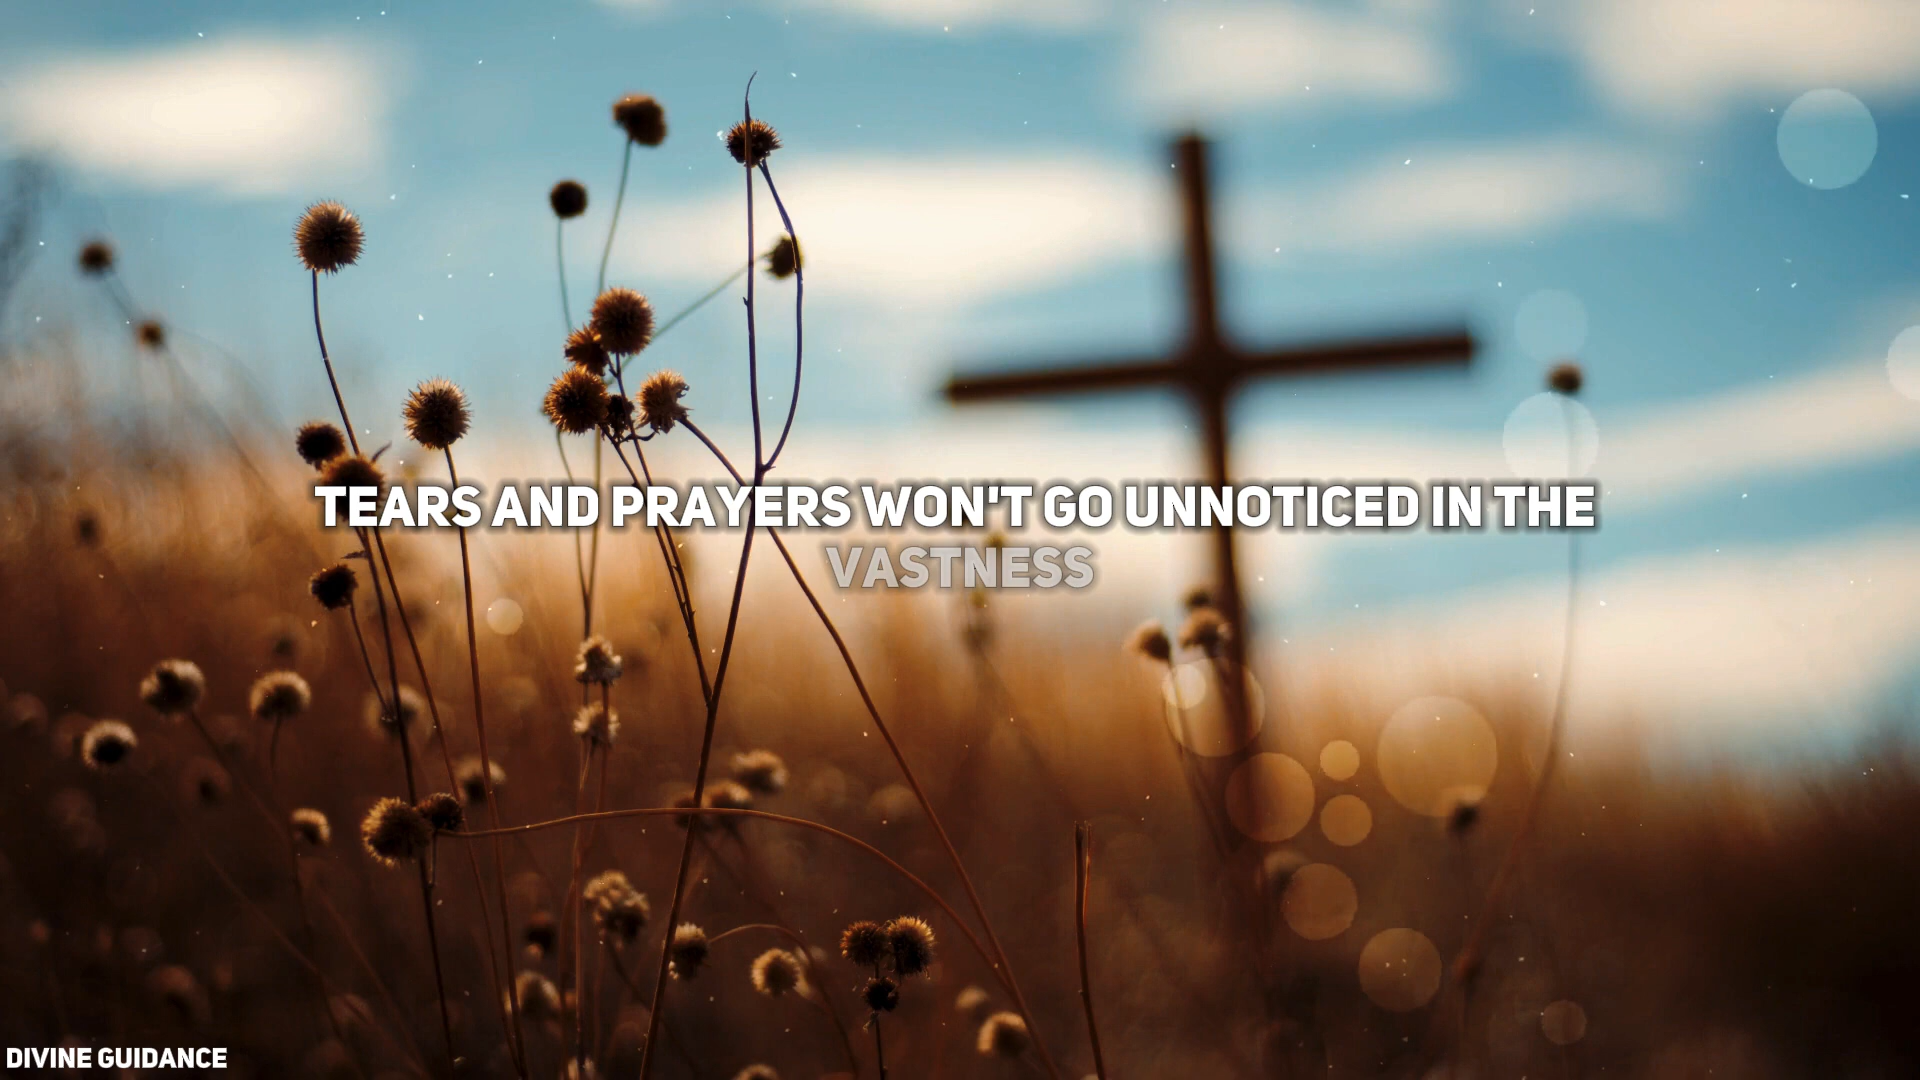 TEARS AND PRAYERS WON'T GO UNNOTICED IN THE
VASTNESS
DIVINE GUIDANCE